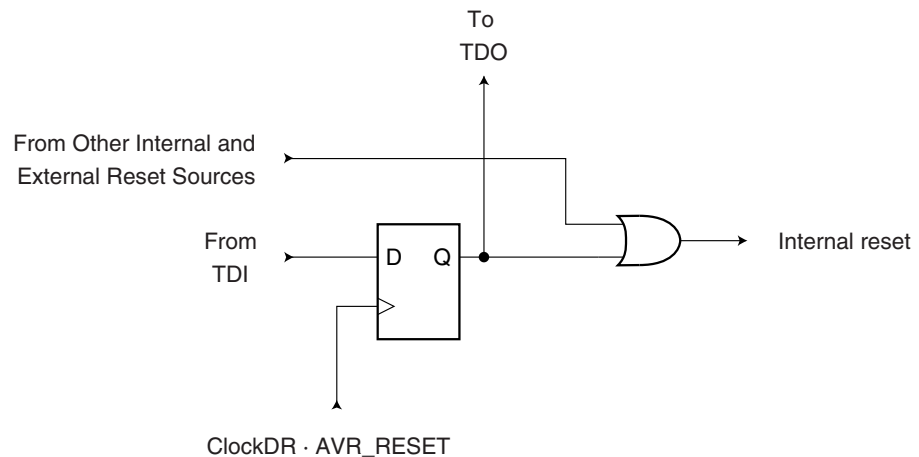 To
TDO
From Other Internal and
External Reset Sources
From
TDI
D Q
Internal reset
ClockDR · AVR_RESET